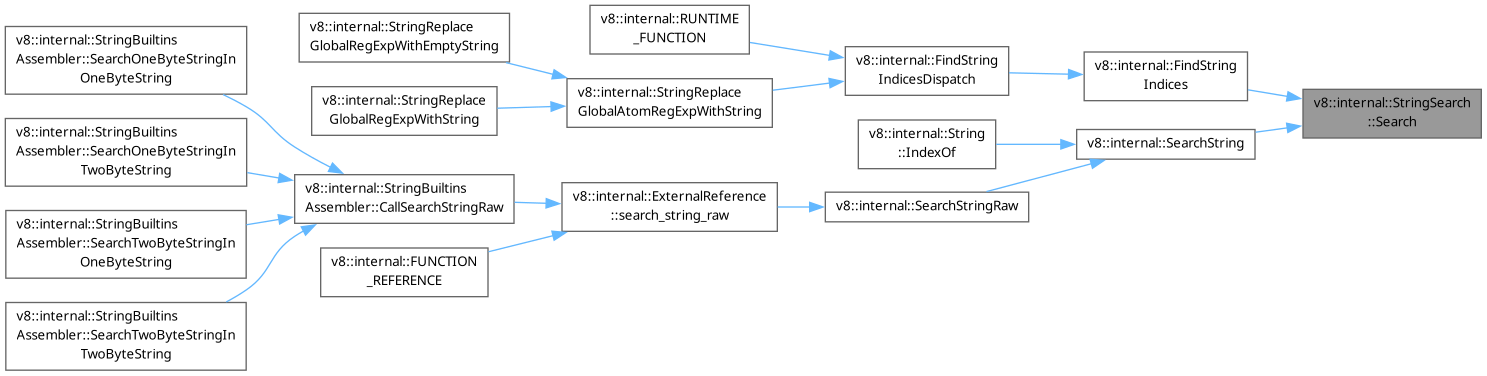 v8::internal::StringBuiltins
Assembler::SearchOneByteStringIn
OneByteString
v8::internal::StringBuiltins
Assembler::SearchOneByteStringIn
TwoByteString
v8::internal::StringBuiltins
Assembler::SearchTwoByteStringIn
OneByteString
v8::internal::StringBuiltins
Assembler::SearchTwoByteStringIn
TwoByteString
v8::internal::StringReplace
GlobalRegExpWithEmptyString
v8::internal::StringReplace
GlobalRegExpWithString
v8::internal::StringBuiltins
Assembler::CallSearchStringRaw
v8::internal::FUNCTION
_REFERENCE
v8::internal::RUNTIME
_FUNCTION
v8::internal::StringReplace
GlobalAtomRegExpWithString
v8::internal::ExternalReference
::search_string_raw
v8::internal::FindString
IndicesDispatch
v8::internal::String
::IndexOf
v8::internal::SearchStringRaw
v8::internal::FindString
Indices
v8::internal::SearchString
v8::internal::StringSearch
::Search